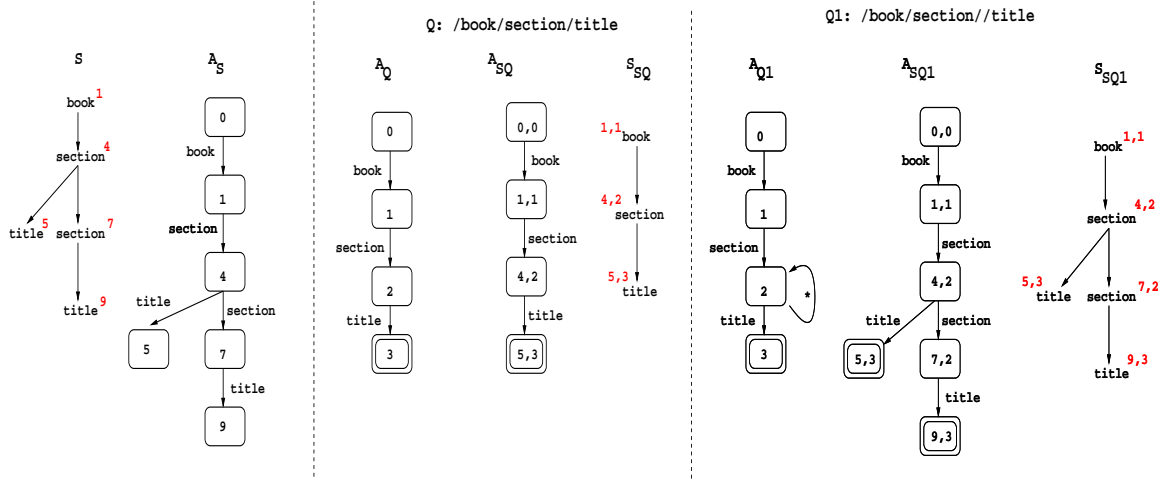 Q: /book/section/title
Q1: /book/section//title
S
A_S
book 1
section 4
title 5
section 7
title 9
0
book
1
section
4
title
section
5
7
title
9
A_Q
A_SQ
S_SQ
0
book
1
section
2
title
3
0,0
book
1,1
section
4,2
title
5,3
1,1 book
4,2
section
5,3
title
A_Q1
A_SQ1
S_SQ1
0
book
1
section
2
*
title
3
0,0
book
1,1
section
4,2
title
section
5,3
7,2
title
9,3
book 1,1
section 4,2
5,3
title
section 7,2
title 9,3